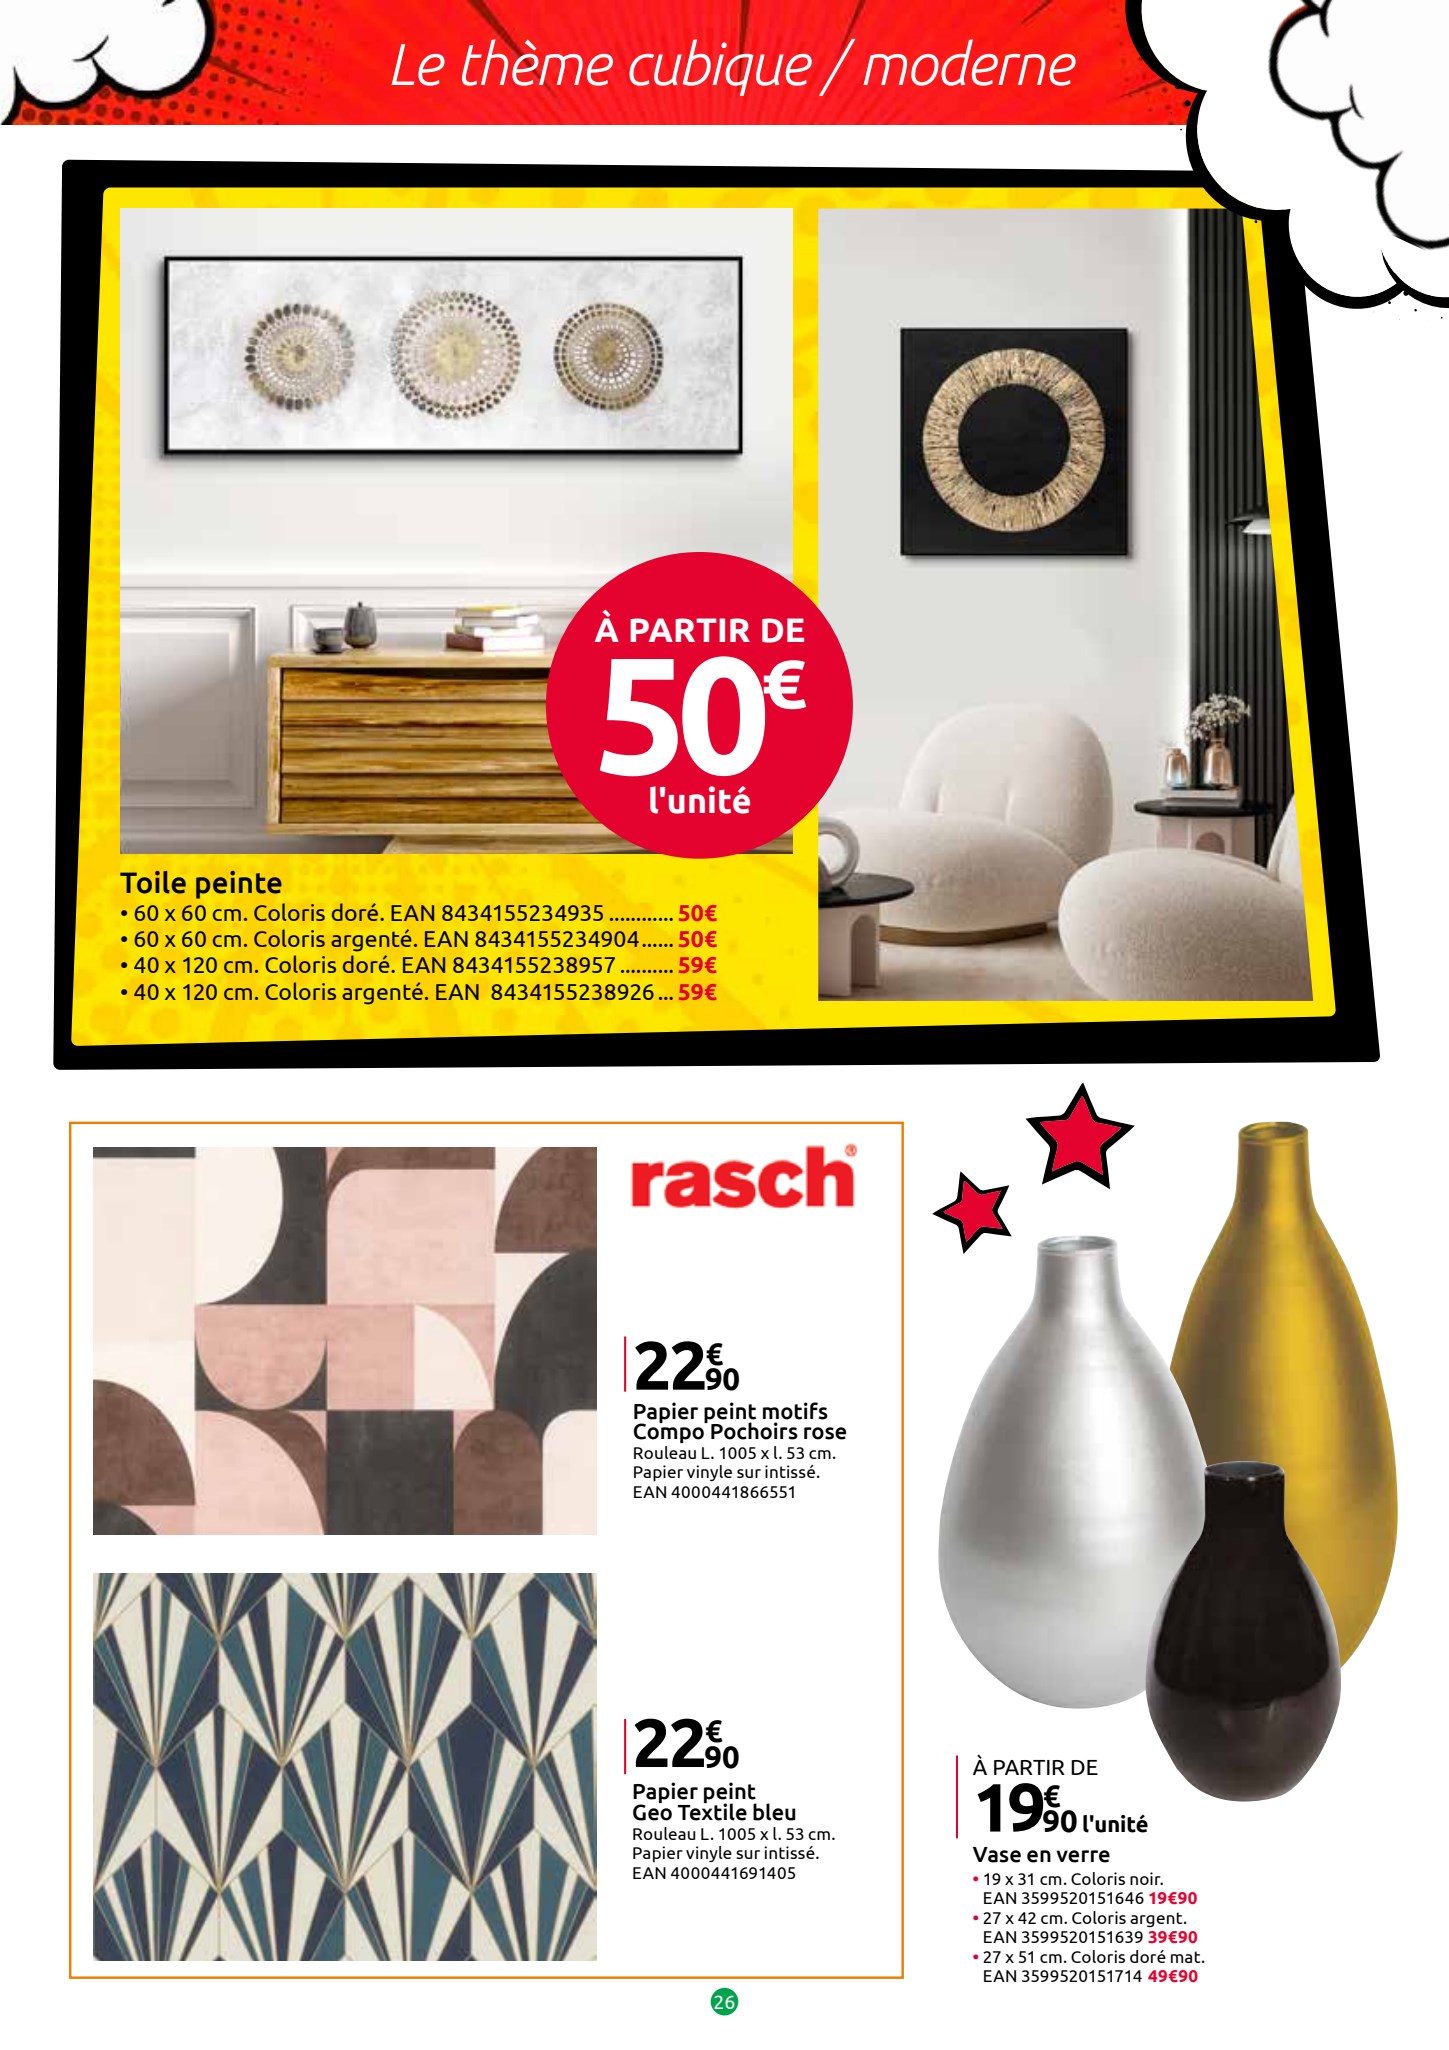 Le thème cubique / moderne
À PARTIR DE
50€
l'unité
Toile peinte
• 60 x 60 cm. Coloris doré. EAN 8434155234935 ............ 50€
• 60 x 60 cm. Coloris argenté. EAN 8434155234904...... 50€
• 40 x 120 cm. Coloris doré. EAN 8434155238957 .......... 59€
• 40 x 120 cm. Coloris argenté. EAN 8434155238926 ... 59€
rasch®
22€90
Papier peint motifs
Compo Pochoirs rose
Rouleau L. 1005 x l. 53 cm.
Papier vinyle sur intissé.
EAN 4000441866551
22€90
Papier peint
Geo Textile bleu
Rouleau L. 1005 x l. 53 cm.
Papier vinyle sur intissé.
EAN 4000441691405
À PARTIR DE
19€90 l'unité
Vase en verre
• 19 x 31 cm. Coloris noir.
EAN 3599520151646 19€90
• 27 x 42 cm. Coloris argent.
EAN 3599520151639 39€90
• 27 x 51 cm. Coloris doré mat.
EAN 3599520151714 49€90
26